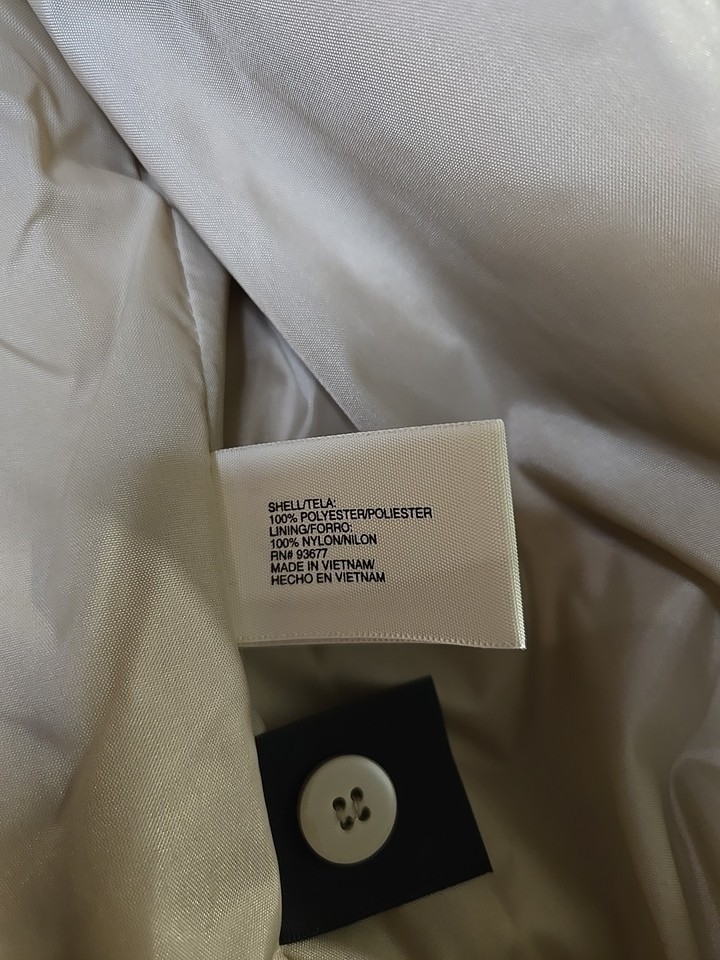 SHELL/TELA:
100% POLYESTER/POLIESTER
LINING/FORRO:
100% NYLON/NILON
RN# 93677
MADE IN VIETNAM/
HECHO EN VIETNAM